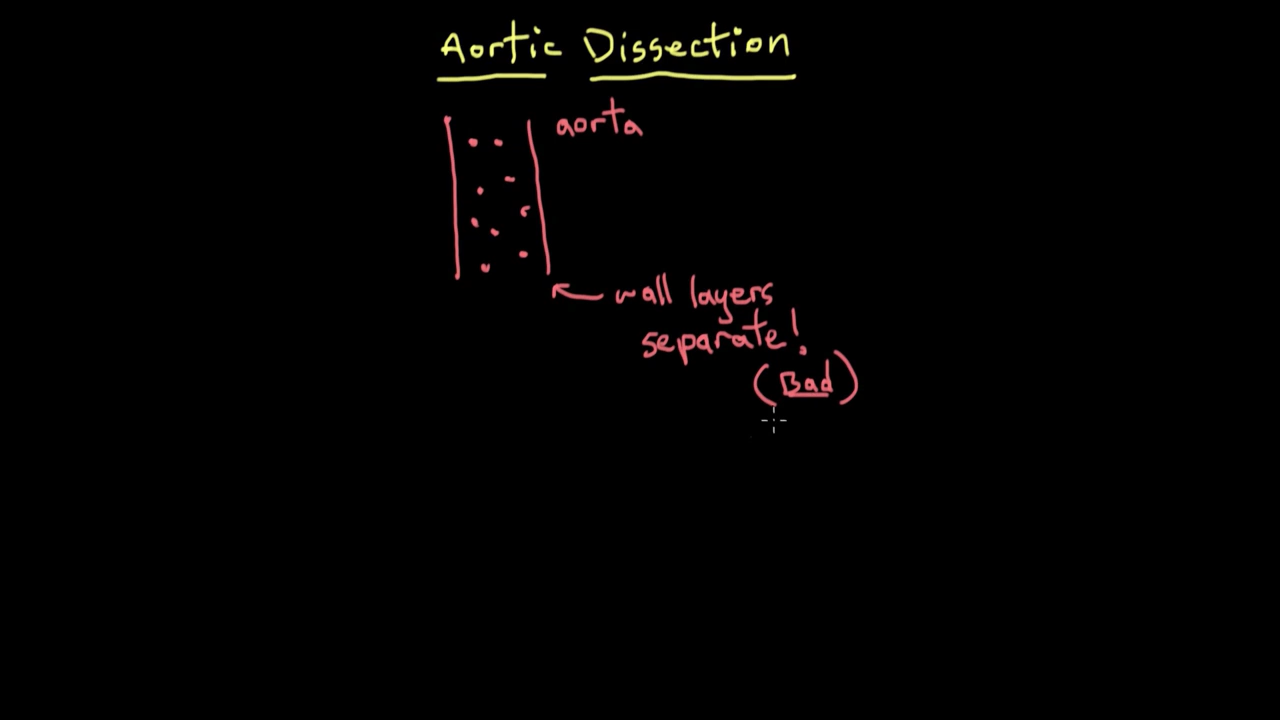 Aortic Dissection
aorta
wall layers
separate!
(Bad)